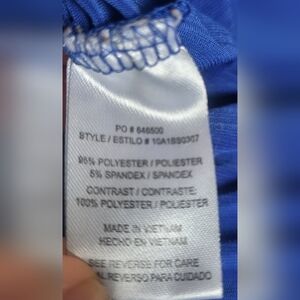 PO # 646500
STYLE / ESTILO # 10A1BS0307
95% POLYESTER / POLIESTER
5% SPANDEX / SPANDEX
CONTRAST / CONTRASTE:
100% POLYESTER / POLIESTER
MADE IN VIETNAM
HECHO EN VIETNAM
SEE REVERSE FOR CARE
AL REVERSO PARA CUIDADO